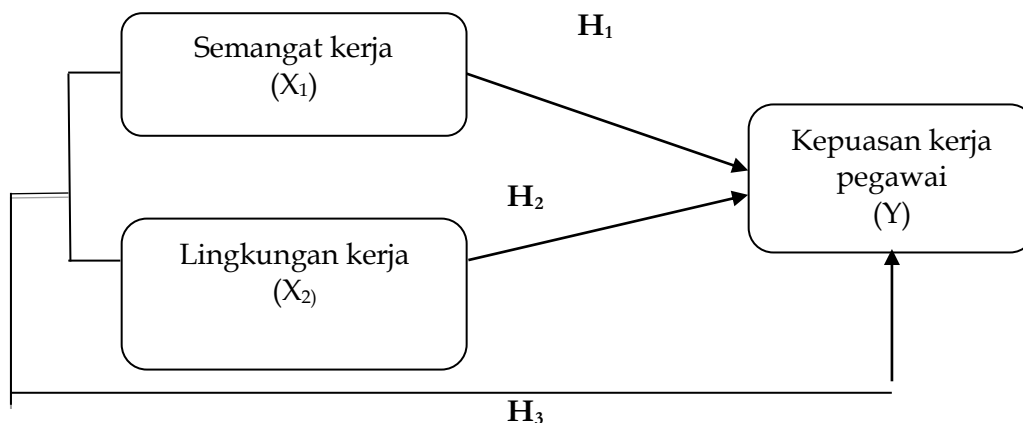 H₁
Semangat kerja
(X₁)
Kepuasan kerja
pegawai
(Y)
H₂
Lingkungan kerja
(X₂)
H₃